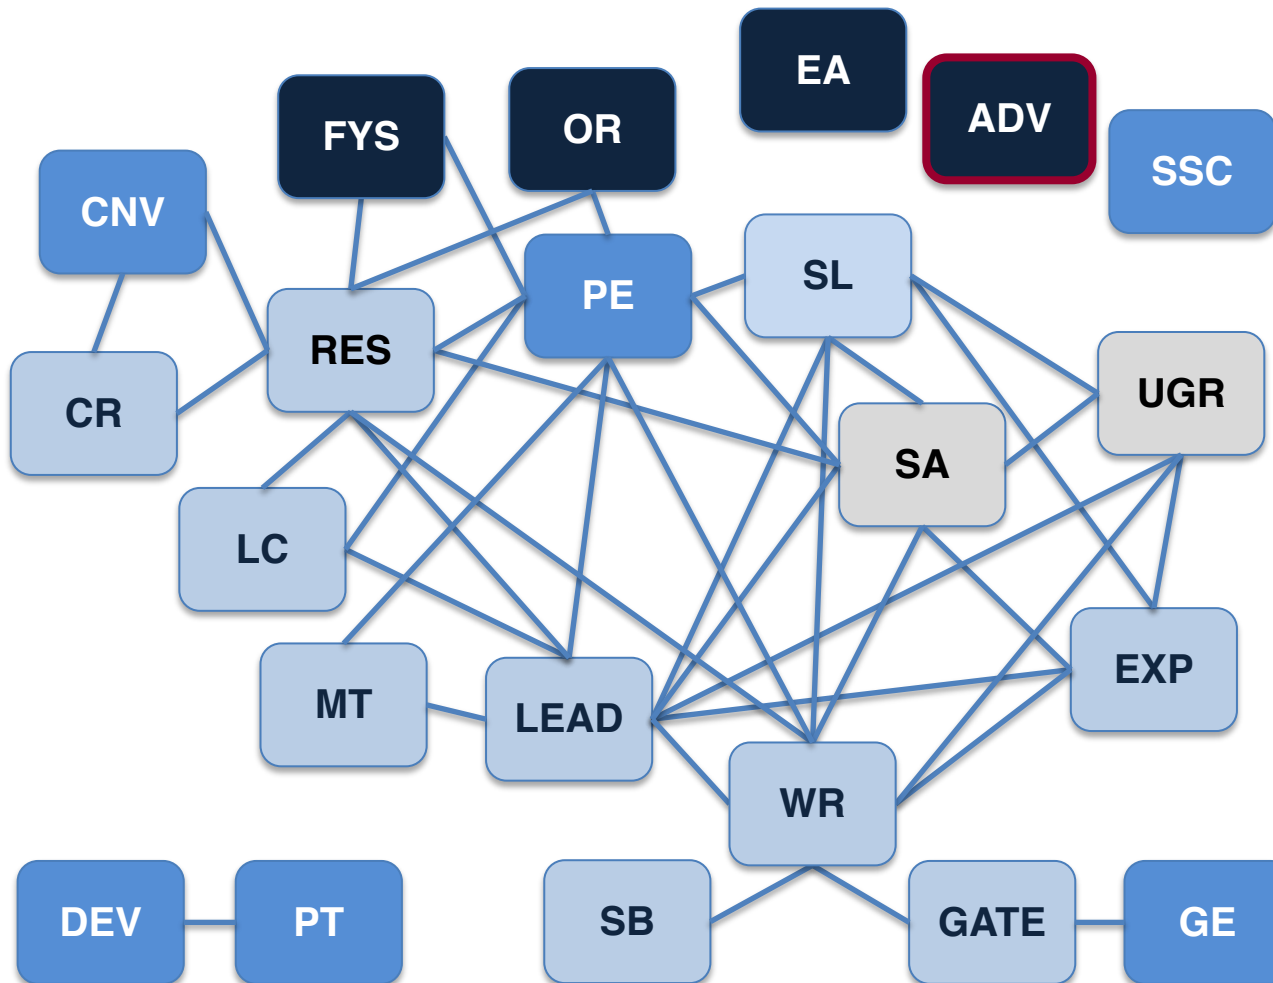 EA
ADV
FYS
OR
SSC
CNV
SL
PE
RES
UGR
CR
SA
LC
EXP
MT
LEAD
WR
DEV
PT
SB
GATE
GE